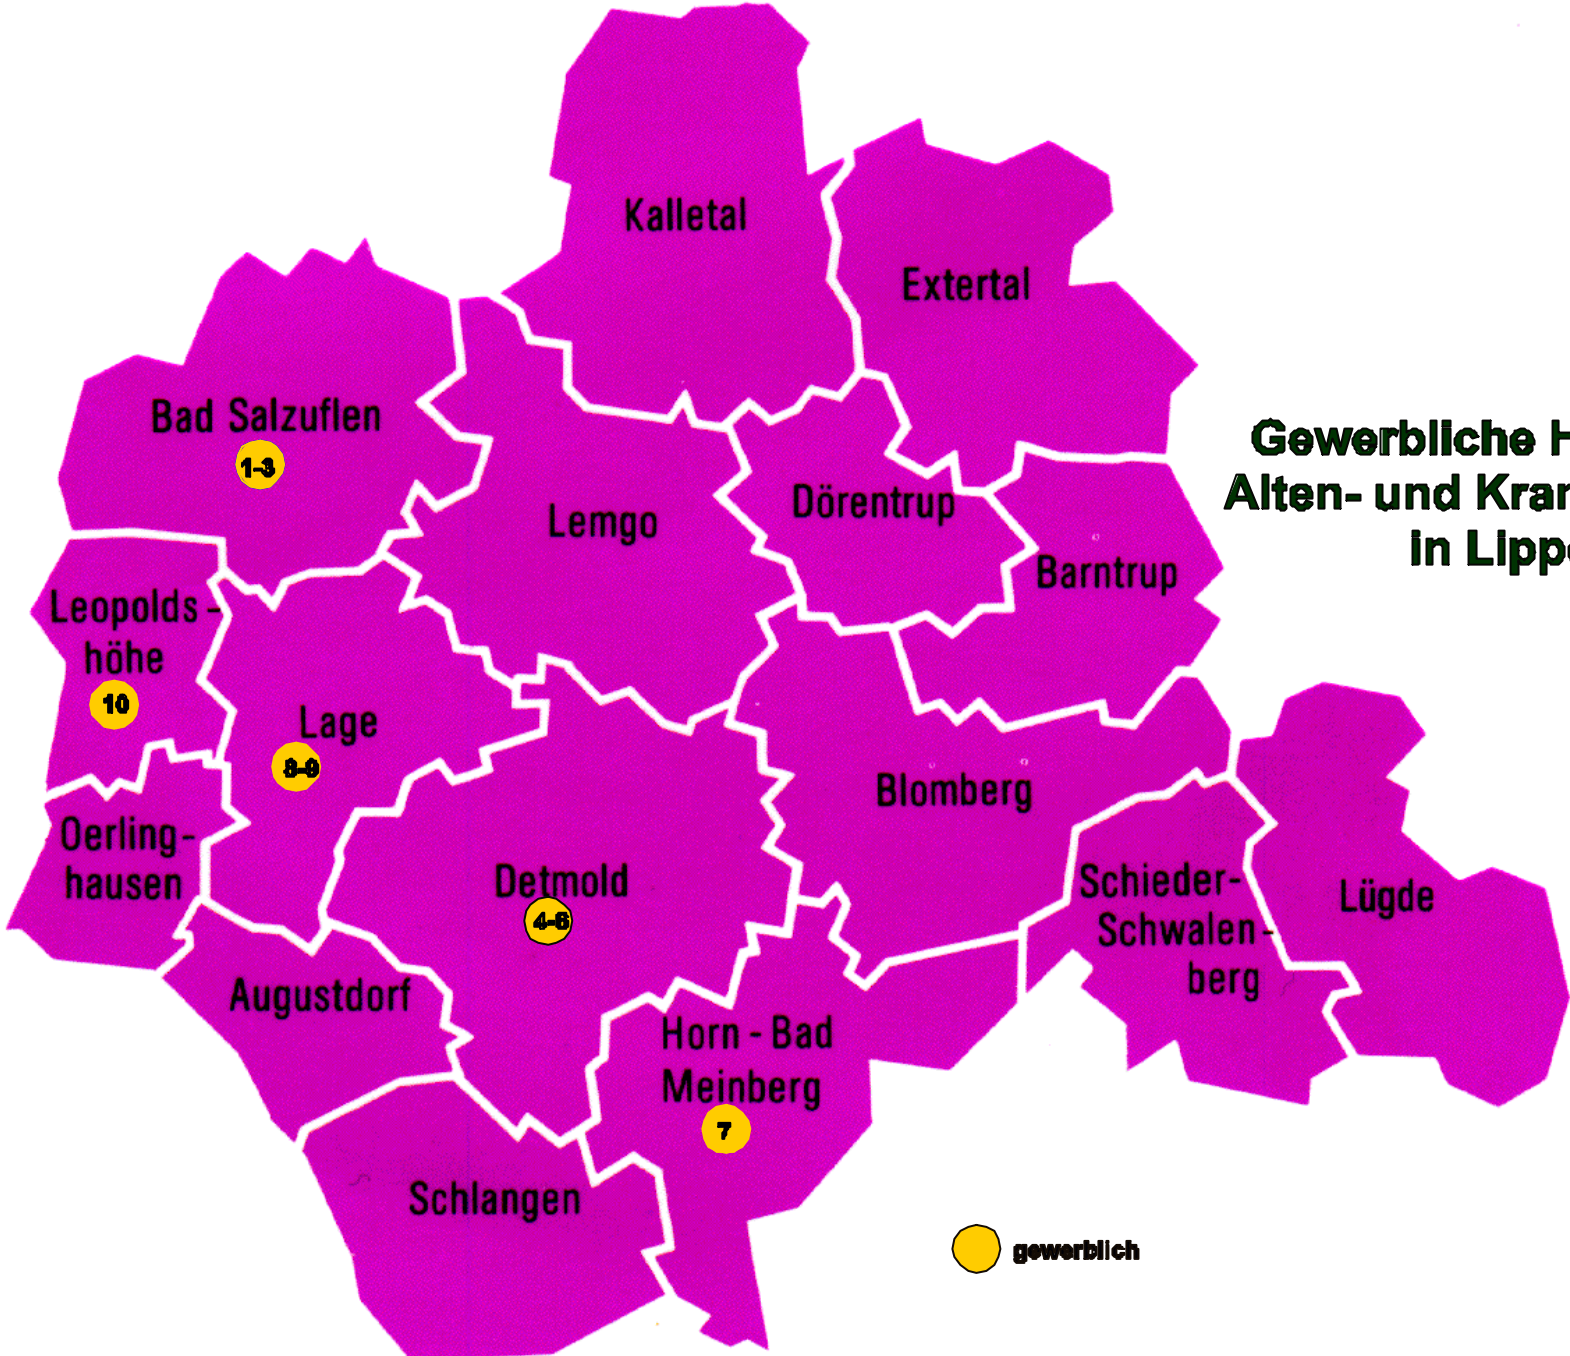 Kalletal
Extertal
Bad Salzuflen
1-3
Gewerbliche H
Alten- und Kran
in Lippe
Lemgo
Dörentrup
Barntrup
Leopolds-
höhe
10
Lage
8-9
Blomberg
Oerling-
hausen
Detmold
4-6
Schieder-
Schwalen-
berg
Lügde
Augustdorf
Horn-Bad
Meinberg
7
Schlangen
gewerblich